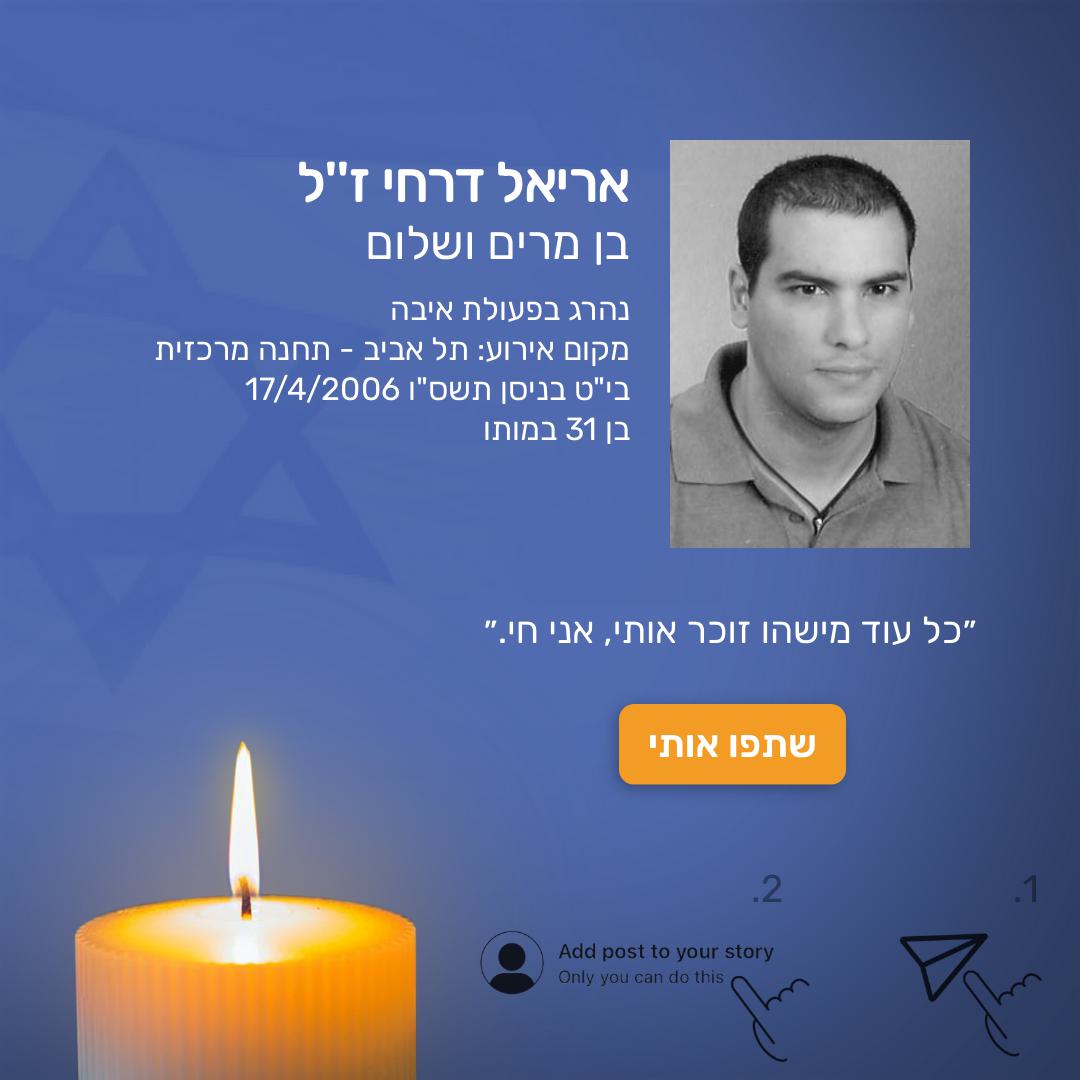 אריאל דרחי ז"ל
בן מרים ושלום
נהרג בפעולת איבה
מקום אירוע: תל אביב - תחנה מרכזית
בי"ט בניסן תשס"ו 17/4/2006
בן 31 במותו
״כל עוד מישהו זוכר אותי, אני חי.״
שתפו אותי
1.
2.
Add post to your story
Only you can do this